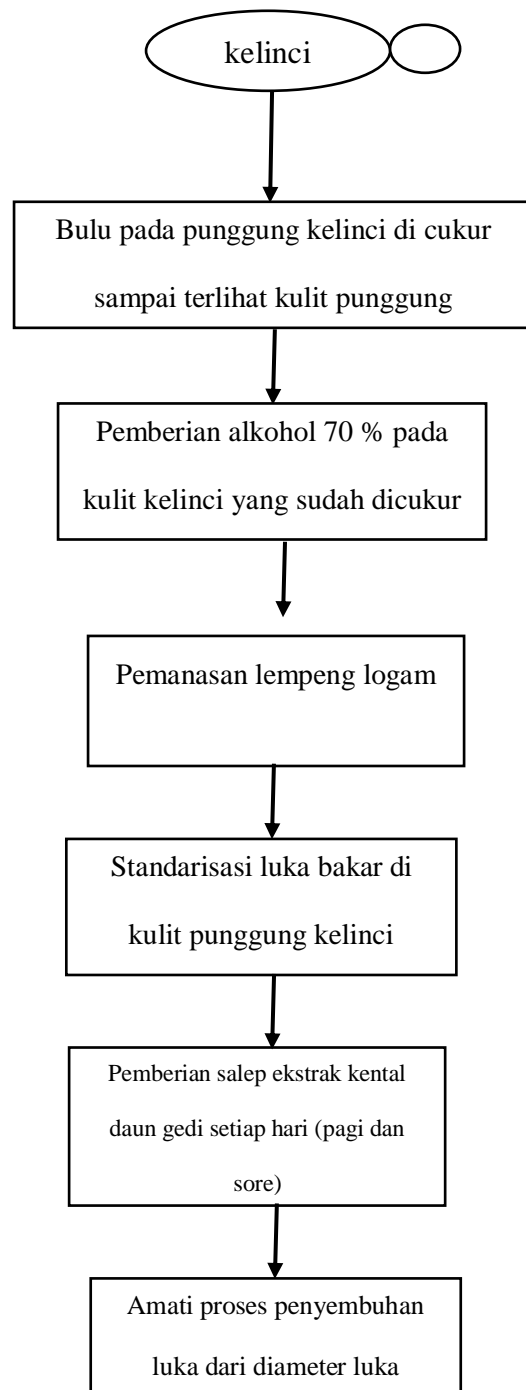 kelinci
Bulu pada punggung kelinci di cukur
sampai terlihat kulit punggung
Pemberian alkohol 70 % pada
kulit kelinci yang sudah dicukur
Pemanasan lempeng logam
Standarisasi luka bakar di
kulit punggung kelinci
Pemberian salep ekstrak kental
daun gedi setiap hari (pagi dan
sore)
Amati proses penyembuhan
luka dari diameter luka